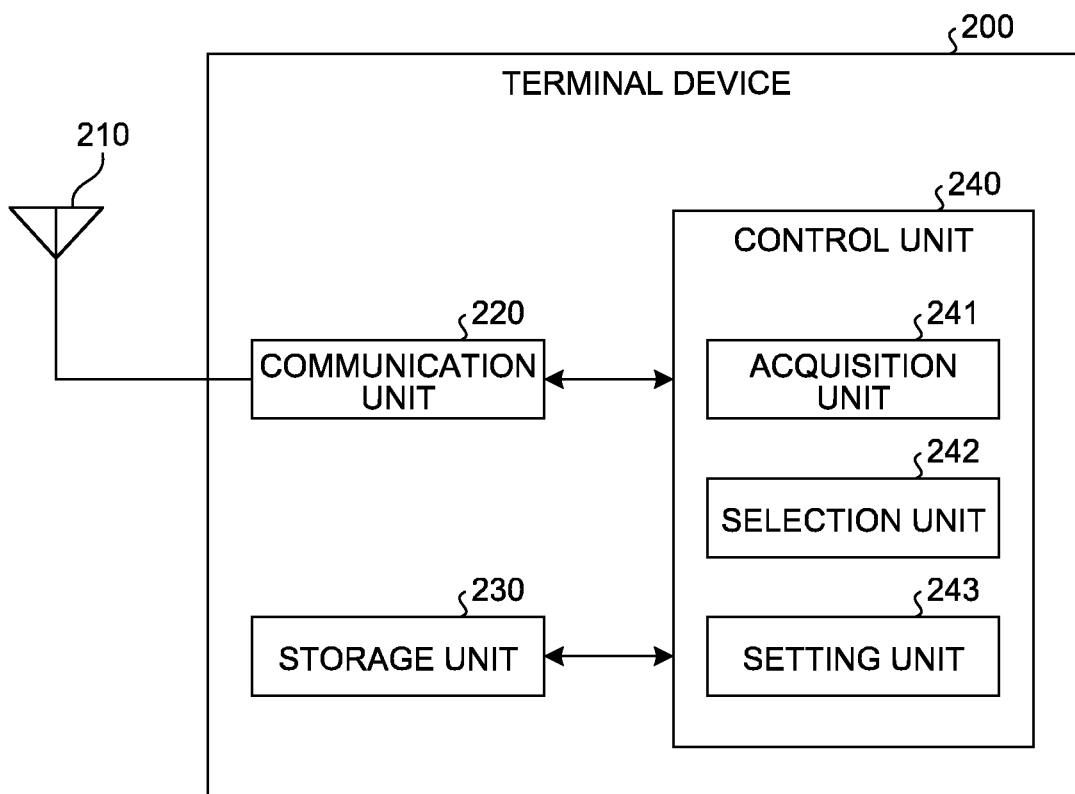 200
TERMINAL DEVICE
210
240
CONTROL UNIT
220
COMMUNICATION
UNIT
241
ACQUISITION
UNIT
242
SELECTION UNIT
230
STORAGE UNIT
243
SETTING UNIT